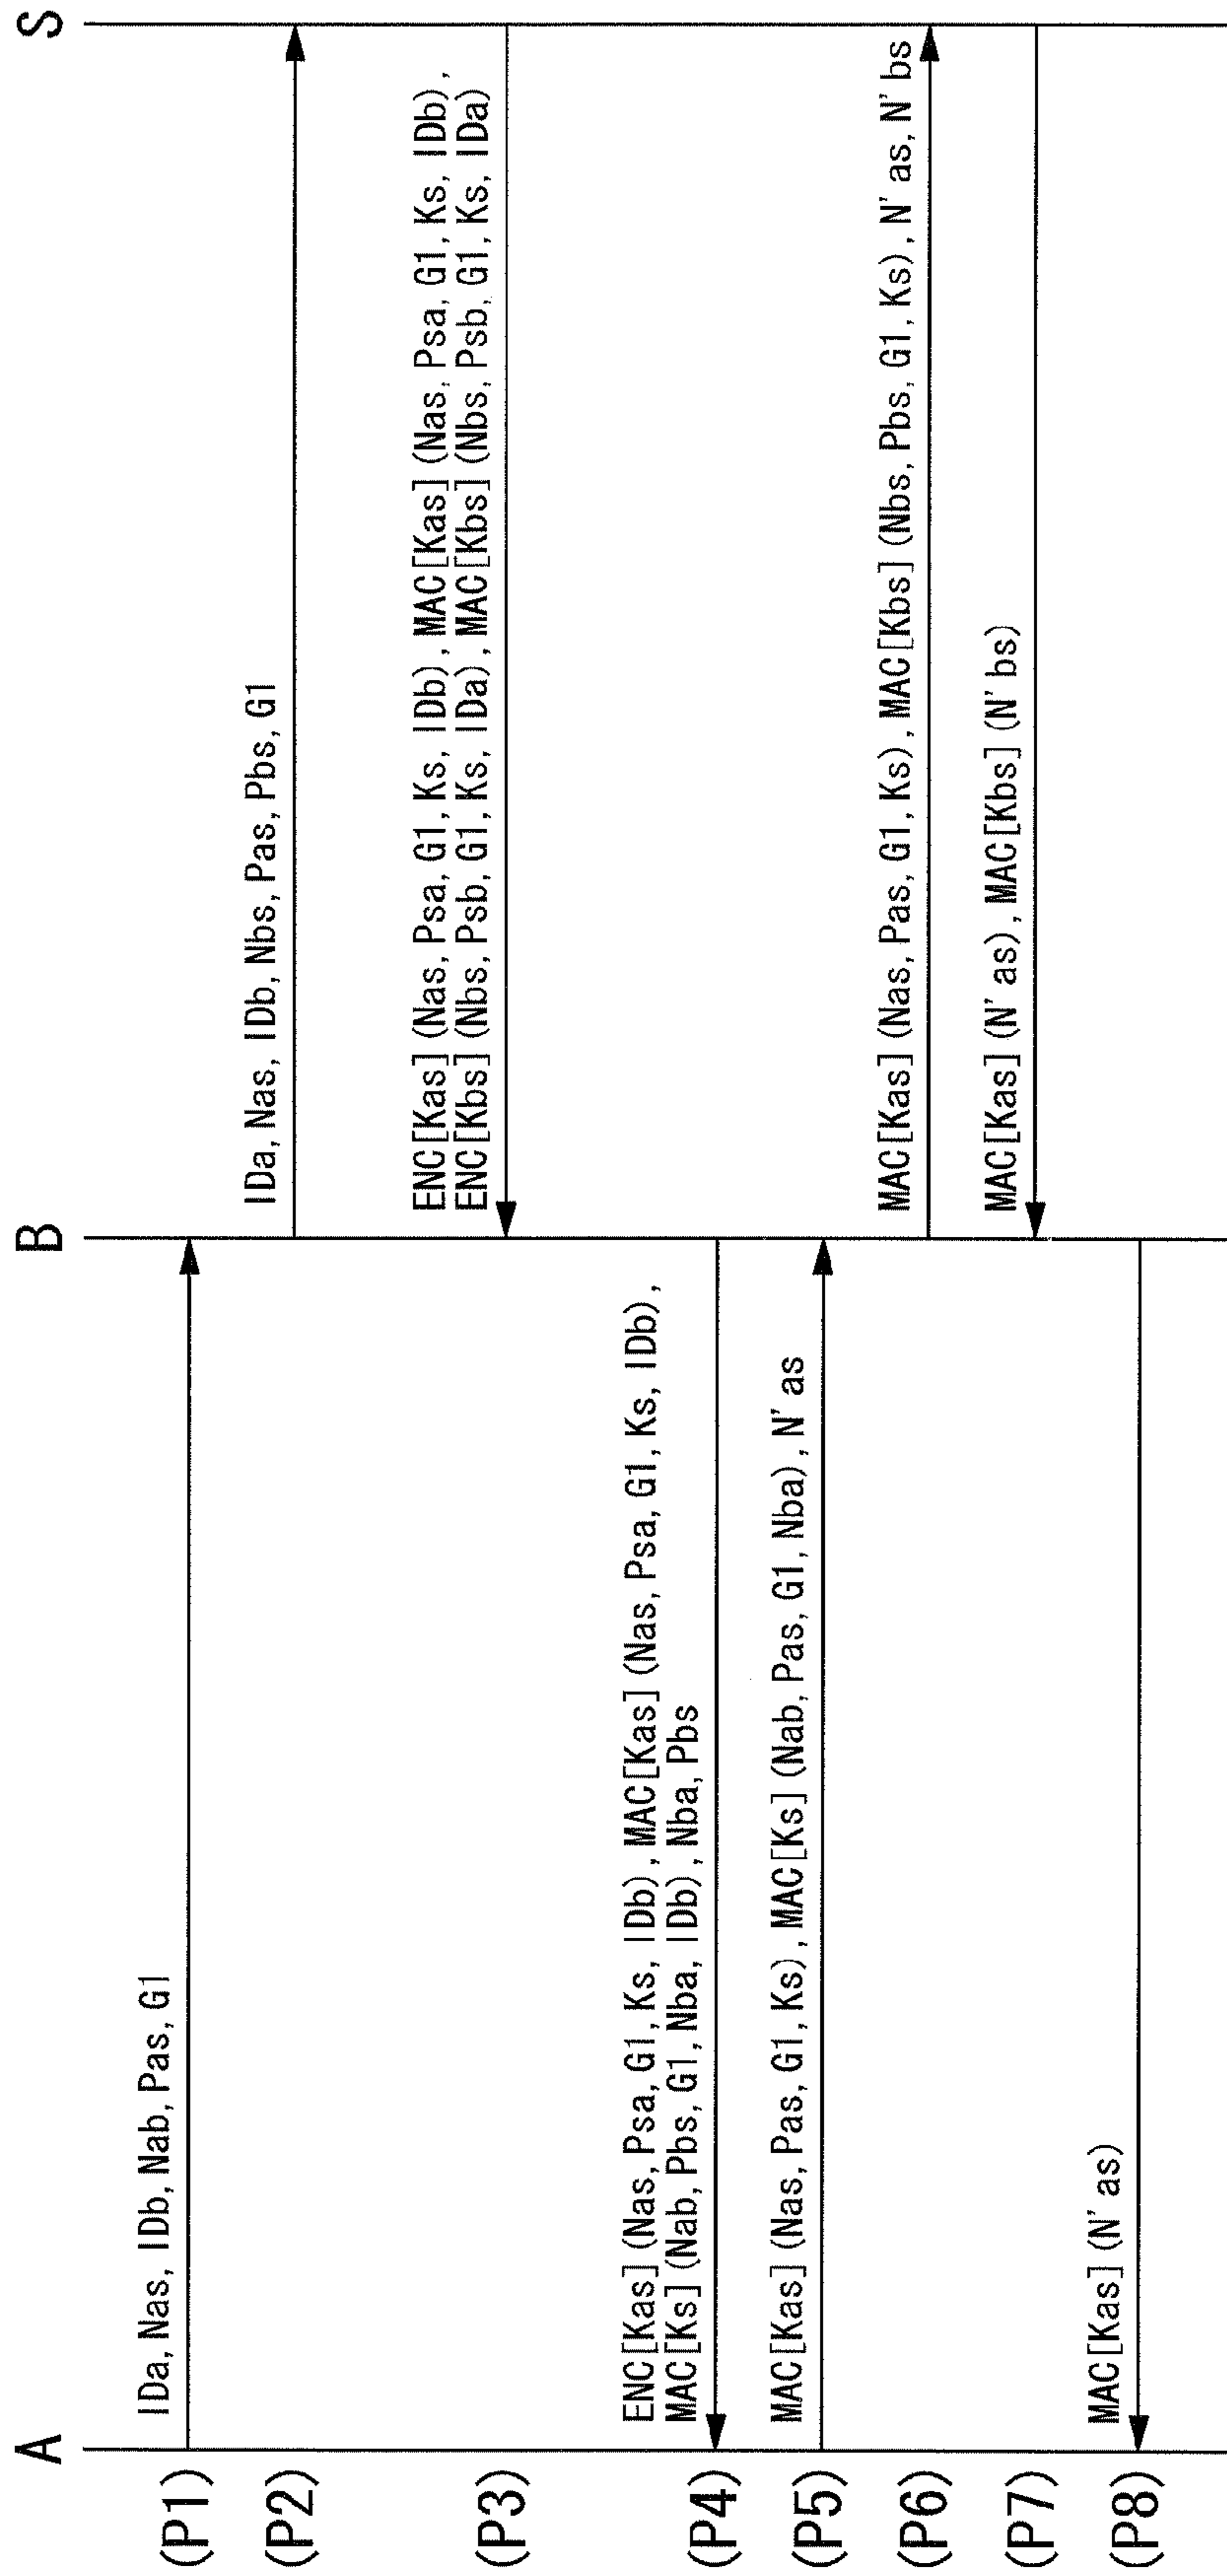 A B S
(P1) IDa, Nas, IDb, Nab, Pas, G1
(P2) IDa, Nas, IDb, Nbs, Pas, Pbs, G1
(P3) ENC[Kas](Nas, Psa, G1, Ks, IDb), MAC[Kas](Nas, Psa, G1, Ks, IDb),
ENC[Kbs](Nbs, Psb, G1, Ks, IDa), MAC[Kbs](Nbs, Psb, G1, Ks, IDa)
(P4) ENC[Kas](Nas, Psa, G1, Ks, IDb), MAC[Kas](Nas, Psa, G1, Ks, IDb),
MAC[Ks](Nab, Pbs, G1, Nba, IDb), Nba, Pbs
(P5) MAC[Kas](Nas, Pas, G1, Ks), MAC[Ks](Nab, Pas, G1, Nba), N'as
(P6) MAC[Kas](Nas, Pas, G1, Ks), MAC[Kbs](Nbs, Pbs, G1, Ks), N'as, N'bs
(P7) MAC[Kas](N'as), MAC[Kbs](N'bs)
(P8) MAC[Kas](N'as)